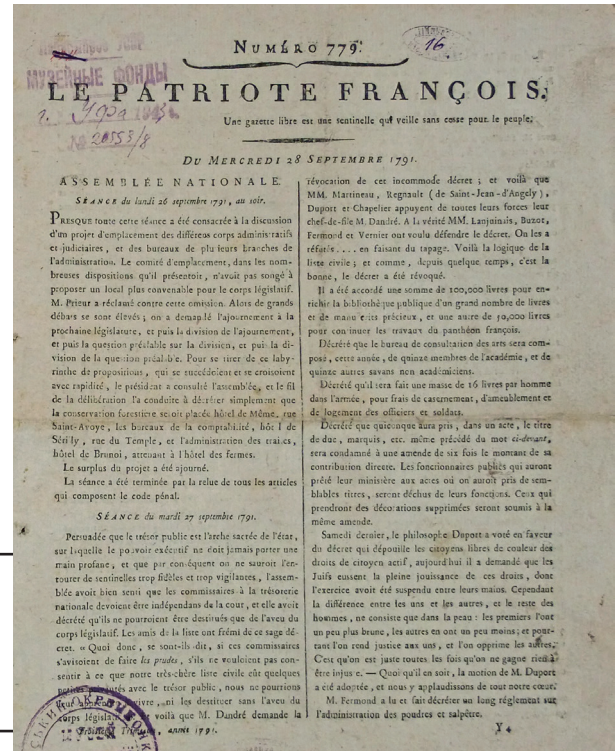 NUMÉRO 779.
16.
МУЗЕЙНЫЕ ФОНДЫ
LE PATRIOTE FRANÇOIS.
г. Уфа
№ 20553/8
Une gazette libre est une sentinelle qui veille sans cesse pour le peuple.
DU MERCREDI 28 SEPTEMBRE 1791.
ASSEMBLÉE NATIONALE.
SÉANCE du lundi 26 septembre 1791, au soir.
PRESQUE toute cette séance a été consacrée à la discussion
d'un projet d'emplacement des différens corps administratifs
et judiciaires, et des bureaux de plusieurs branches de
l'administration. Le comité d'emplacement, dans les nom-
breuses dispositions qu'il présentoit, n'avoit pas songé à
proposer un local plus convenable pour le corps législatif.
M. Prieur a réclamé contre cette omission. Alors de grands
débats se sont élevés ; on a demandé l'ajournement à la
prochaine législature, et puis la division de l'ajournement,
et puis la question préalable sur la division, et puis la di-
vision de la question préalable. Pour se tirer de ce laby-
rinthe de propositions, qui se succédoient et se croisoient
avec rapidité, le président a consulté l'assemblée, et le fil
de la délibération l'a conduite à décréter simplement que
la conservation forestiere seroit placée hôtel de Même, rue
Saint-Avoye, les bureaux de la comptabilité, hôtel de
Sérilly, rue du Temple, et l'administration des traites,
hôtel de Brunoi, attenant à l'hôtel des fermes.
Le surplus du projet a été ajourné.
La séance a été terminée par la relue de tous les articles
qui composent le code pénal.
SÉANCE du mardi 27 septembre 1791.
Persuadée que le trésor public est l'arche sacrée de l'état,
sur laquelle le pouvoir exécutif ne doit jamais porter une
main profane, et que par conséquent on ne sauroit l'en-
tourer de sentinelles trop fidèles et trop vigilantes, l'assem-
blée avoit bien senti que les commissaires à la trésorerie
nationale devoient être indépendans de la cour, et elle avoit
décrété qu'ils ne pourroient être destitués que de l'aveu du
corps législatif. Les amis de la liste ont frémi de ce sage dé-
cret. « Quoi donc, se sont-ils dit, si ces commissaires
s'avisoient de faire les prudes, s'ils ne vouloient pas con-
sentir à ce que notre très-chère liste civile eût quelques
avec le trésor public, nous ne pourrions
vivre, ni les destituer sans l'aveu du
corps législatif voilà que M. Dandré demande la
Troisieme Trimestre, année 1791.
révocation de cet incommode décret ; et voilà que
MM. Martineau, Regnault (de Saint-Jean-d'Angely),
Duport et Chapelier appuyent de toutes leurs forces leur
chef-de-file M. Dandré. A la vérité MM. Lanjuinais, Buzot,
Fermond et Vernier ont voulu défendre le décret. On les a
réfutés.... en faisant du tapage. Voilà la logique de la
liste civile ; et comme, depuis quelque temps, c'est la
bonne, le décret a été révoqué.
Il a été accordé une somme de 100,000 livres pour en-
richir la bibliothèque publique d'un grand nombre de livres
et de manuscrits précieux, et une autre de 50,000 livres
pour continuer les travaux du panthéon françois.
Décrété que le bureau de consultation des arts sera com-
posé, cette année, de quinze membres de l'académie, et de
quinze autres savans non académiciens.
Décrété qu'il sera fait une masse de 16 livres par homme
dans l'armée, pour frais de casernement, d'ameublement et
de logement des officiers et soldats.
Décrété que quiconque aura pris, dans un acte, le titre
de duc, marquis, etc. même précédé du mot ci-devant,
sera condamné à une amende de six fois le montant de sa
contribution directe. Les fonctionnaires publics qui auront
prêté leur ministère aux actes où on auroit pris de sem-
blables titres, seront déchus de leurs fonctions. Ceux qui
prendront des décorations supprimées seront soumis à la
même amende.
Samedi dernier, le philosophe Duport a voté en faveur
du décret qui dépouille les citoyens libres de couleur des
droits de citoyen actif, aujourd'hui il a demandé que les
Juifs eussent la pleine jouissance de ces droits, dont
l'exercice avoit été suspendu entre leurs mains. Cependant
la différence entre les uns et les autres, et le reste des
hommes, ne consiste que dans la peau : les premiers l'ont
un peu plus brune, les autres en ont un peu moins ; et pour-
tant l'on rend justice aux uns, et l'on opprime les autres.
C'est qu'on est juste toutes les fois qu'on ne gagne rien à
être injuste. — Quoi qu'il en soit, la motion de M. Duport
a été adoptée, et nous y applaudissons de tout notre cœur.
M. Fermond a lu et fait décréter un long réglement sur
l'administration des poudres et salpêtre.
Y 4